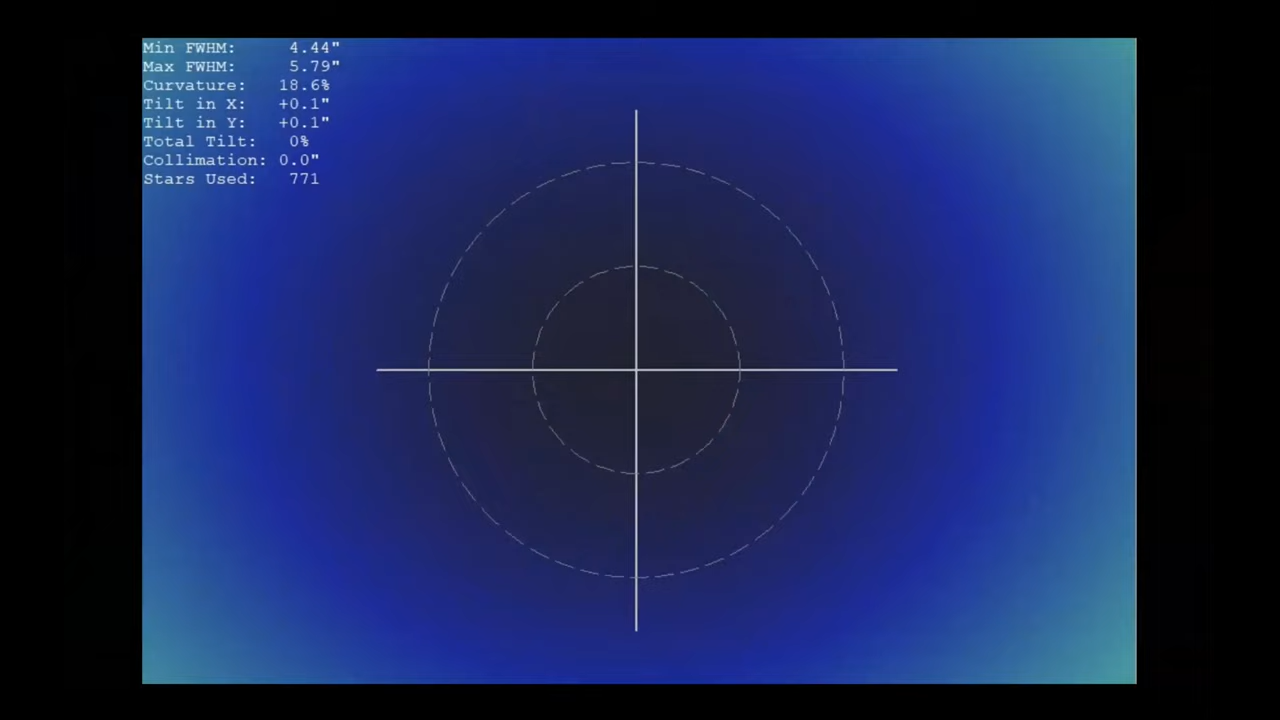 Min FWHM: 4.44"
Max FWHM: 5.79"
Curvature: 18.6%
Tilt in X: +0.1"
Tilt in Y: +0.1"
Total Tilt: 0%
Collimation: 0.0"
Stars Used: 771